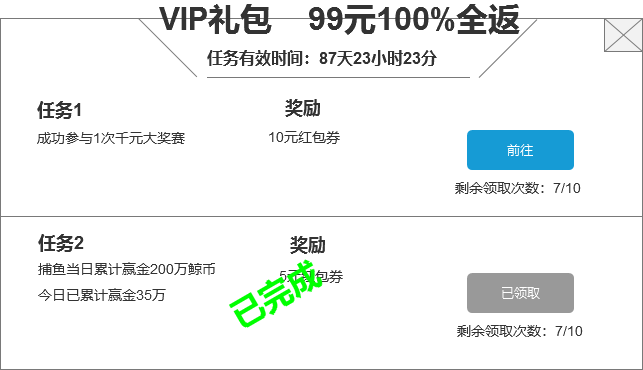 VIP礼包 99元100%全返
任务有效时间：87天23小时23分
任务1
奖励
成功参与1次千元大奖赛
10元红包券
前往
剩余领取次数：7/10
任务2
奖励
捕鱼当日累计赢金200万鲸币
5元红包券
今日已累计赢金35万
已完成
已领取
剩余领取次数：7/10